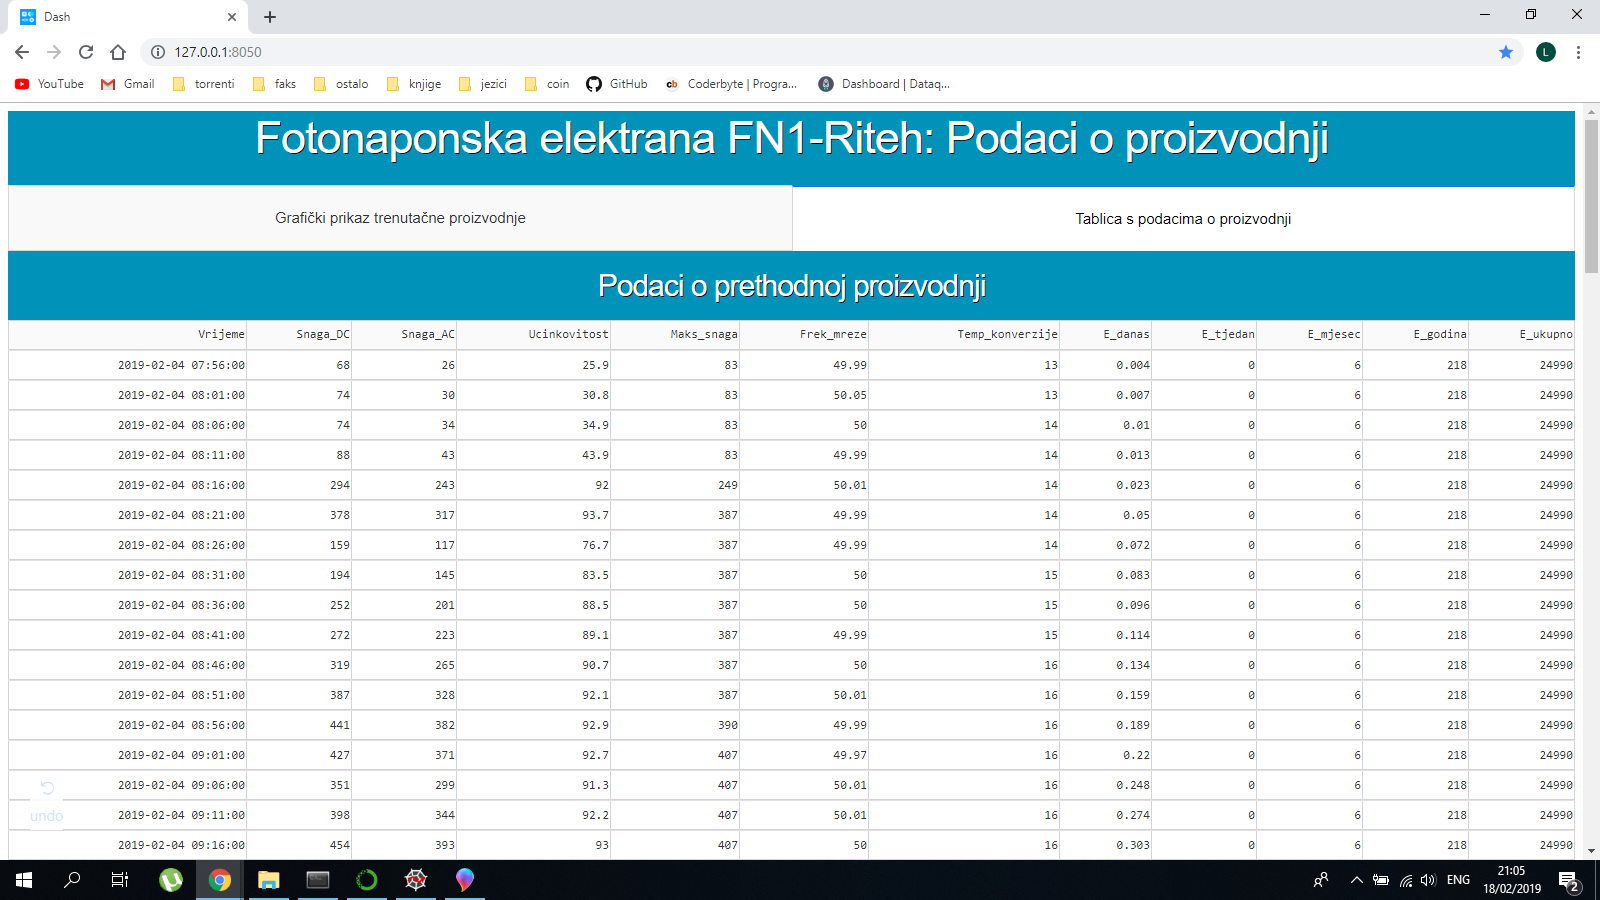 Dash
127.0.0.1:8050
L
YouTube Gmail torrenti faks ostalo knjige jezici coin GitHub cb Coderbyte | Progra... Dashboard | Dataq...
Fotonaponska elektrana FN1-Riteh: Podaci o proizvodnji
Grafički prikaz trenutačne proizvodnje Tablica s podacima o proizvodnji
Podaci o prethodnoj proizvodnji
Vrijeme Snaga_DC Snaga_AC Ucinkovitost Maks_snaga Frek_mreze Temp_konverzije E_danas E_tjedan E_mjesec E_godina E_ukupno
2019-02-04 07:56:00 68 26 25.9 83 49.99 13 0.004 0 6 218 24990
2019-02-04 08:01:00 74 30 30.8 83 50.05 13 0.007 0 6 218 24990
2019-02-04 08:06:00 74 34 34.9 83 50 14 0.01 0 6 218 24990
2019-02-04 08:11:00 88 43 43.9 83 49.99 14 0.013 0 6 218 24990
2019-02-04 08:16:00 294 243 92 249 50.01 14 0.023 0 6 218 24990
2019-02-04 08:21:00 378 317 93.7 387 49.99 14 0.05 0 6 218 24990
2019-02-04 08:26:00 159 117 76.7 387 49.99 14 0.072 0 6 218 24990
2019-02-04 08:31:00 194 145 83.5 387 50 15 0.083 0 6 218 24990
2019-02-04 08:36:00 252 201 88.5 387 50 15 0.096 0 6 218 24990
2019-02-04 08:41:00 272 223 89.1 387 49.99 15 0.114 0 6 218 24990
2019-02-04 08:46:00 319 265 90.7 387 50 16 0.134 0 6 218 24990
2019-02-04 08:51:00 387 328 92.1 387 50.01 16 0.159 0 6 218 24990
2019-02-04 08:56:00 441 382 92.9 390 49.99 16 0.189 0 6 218 24990
2019-02-04 09:01:00 427 371 92.7 407 49.97 16 0.22 0 6 218 24990
2019-02-04 09:06:00 351 299 91.3 407 50.01 16 0.248 0 6 218 24990
2019-02-04 09:11:00 398 344 92.2 407 50.01 16 0.274 0 6 218 24990
undo
2019-02-04 09:16:00 454 393 93 407 50 16 0.303 0 6 218 24990
ENG 21:05
18/02/2019 2